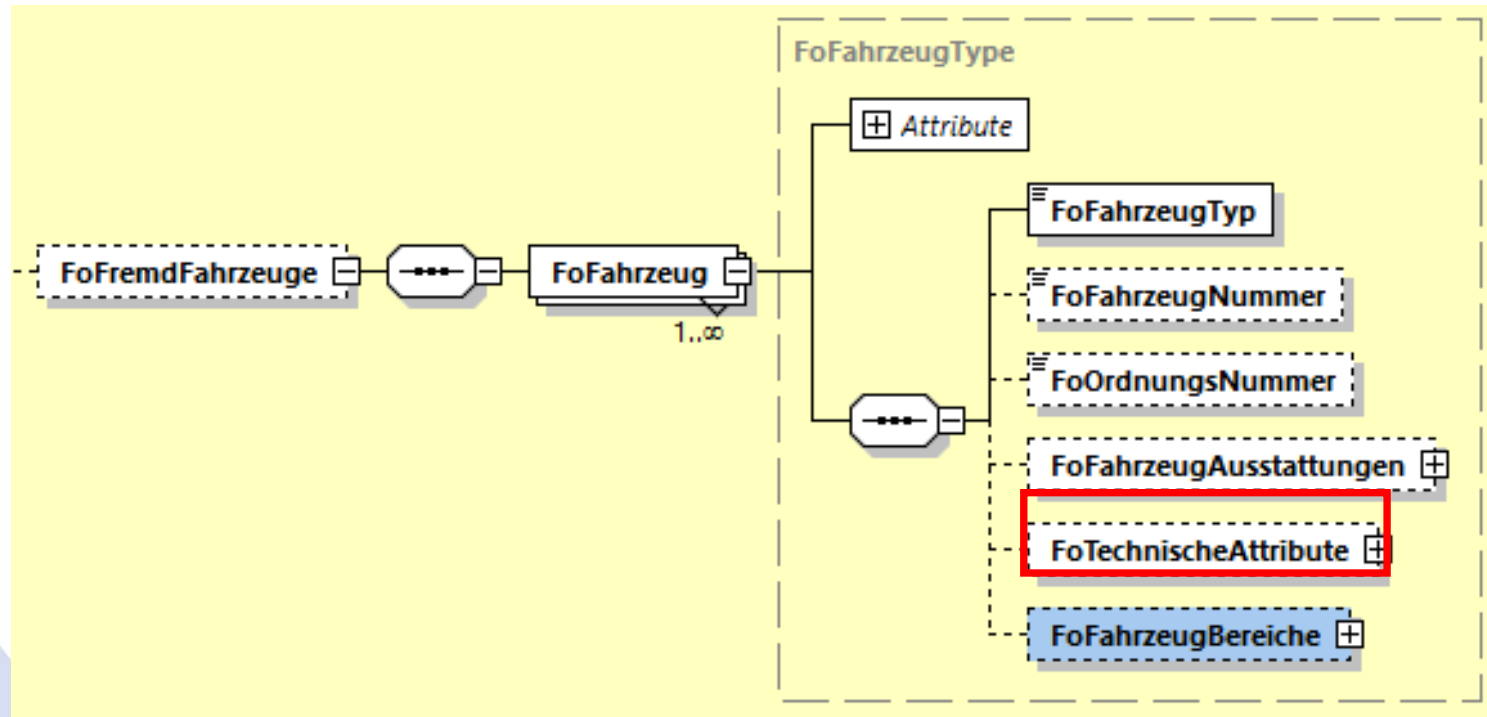 FoFahrzeugType
Attribute
FoFahrzeugTyp
FoFremdFahrzeuge
FoFahrzeug
1..∞
FoFahrzeugNummer
FoOrdnungsNummer
FoFahrzeugAusstattungen
FoTechnischeAttribute
FoFahrzeugBereiche